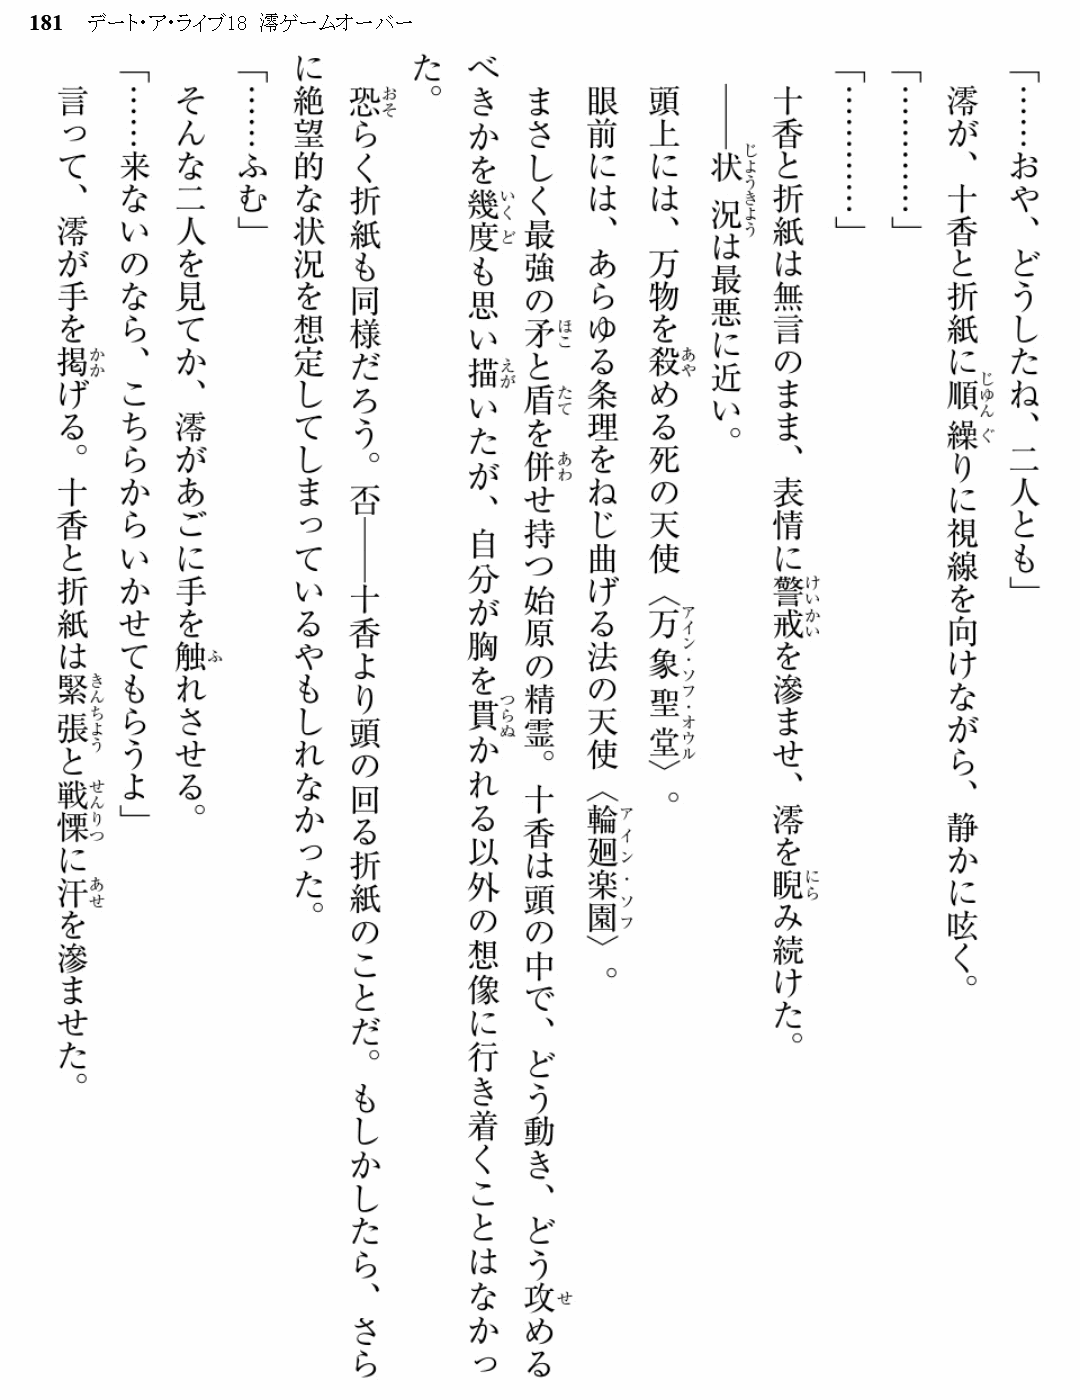 181 デート・ア・ライブ18 澪ゲームオーバー
「……おや、どうしたね、二人とも」
澪が、十香と折紙に順繰りに視線を向けながら、静かに呟く。
「…………」
「…………」
十香と折紙は無言のまま、表情に警戒を滲ませ、澪を睨み続けた。
――状況は最悪に近い。
頭上には、万物を殺める死の天使〈万象聖堂〉。
眼前には、あらゆる条理をねじ曲げる法の天使〈輪廻楽園〉。
まさしく最強の矛と盾を併せ持つ始原の精霊。十香は頭の中で、どう動き、どう攻める
べきかを幾度も思い描いたが、自分が胸を貫かれる以外の想像に行き着くことはなかっ
た。
恐らく折紙も同様だろう。否――十香より頭の回る折紙のことだ。もしかしたら、さら
に絶望的な状況を想定してしまっているやもしれなかった。
「……ふむ」
そんな二人を見てか、澪があごに手を触れさせる。
「……来ないのなら、こちらからいかせてもらうよ」
言って、澪が手を掲げる。十香と折紙は緊張と戦慄に汗を滲ませた。